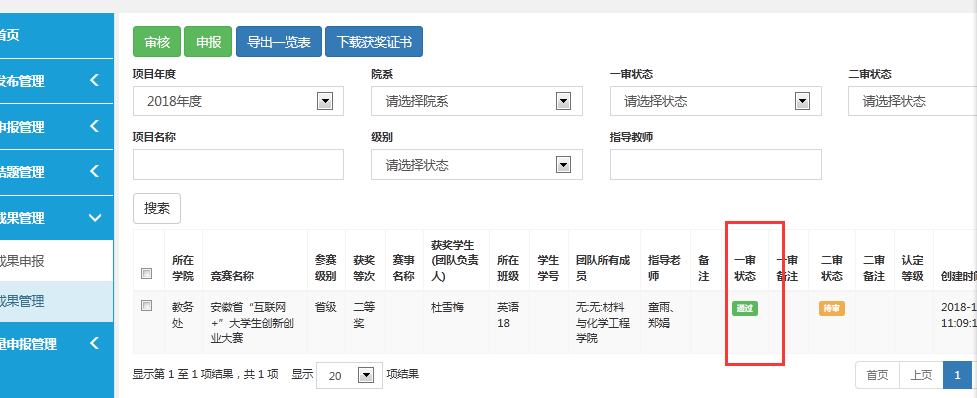 首页
发布管理
申报管理
结题管理
成果管理
成果申报
成果管理
申报管理
审核 申报 导出一览表 下载获奖证书
项目年度 院系 一审状态 二审状态
2018年度 请选择院系 请选择状态 请选择状态
项目名称 级别 指导教师
请选择状态
搜索
所在学院 竞赛名称 参赛级别 获奖等次 赛事名称 获奖学生(团队负责人) 所在班级 学生学号 团队所有成员 指导老师 备注 一审状态 一审备注 二审状态 二审备注 认定等级 创建时间
教务处 安徽省“互联网+”大学生创新创业大赛 省级 二等奖 杜雪梅 英语18 无:无:材料与化学工程学院 童雨、郑娟 通过 待审 2018-1 11:09:1
显示第 1 至 1 项结果，共 1 项 显示 20 项结果
首页 上页 1